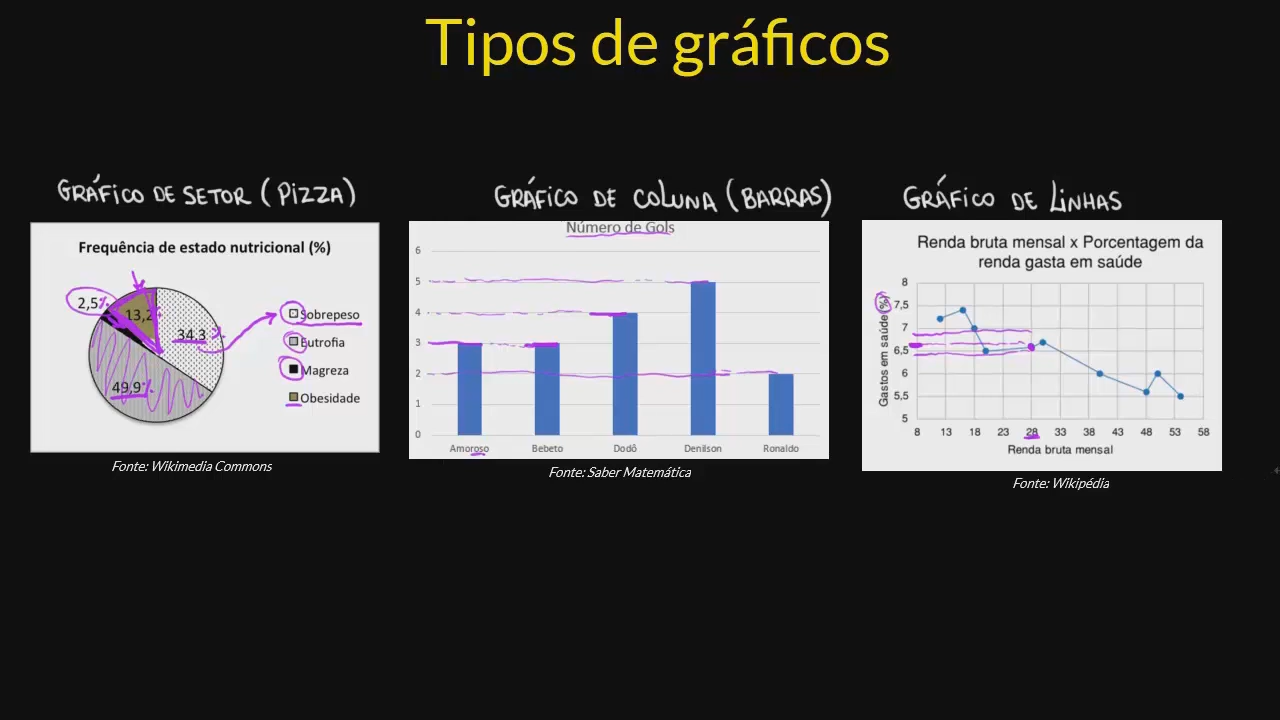 Tipos de gráficos
GRÁFICO DE SETOR (PIZZA)
Frequência de estado nutricional (%)
2,5%
13,2
34,3 %
49,9%
Sobrepeso
Eutrofia
Magreza
Obesidade
Fonte: Wikimedia Commons
GRÁFICO DE COLUNA (BARRAS)
Número de Gols
6
5
4
3
2
1
0
Amoroso Bebeto Dodô Denilson Ronaldo
Fonte: Saber Matemática
GRÁFICO DE LINHAS
Renda bruta mensal x Porcentagem da
renda gasta em saúde
Gastos em saúde (%)
8
7,5
7
6,5
6
5,5
5
8 13 18 23 28 33 38 43 48 53 58
Renda bruta mensal
Fonte: Wikipédia